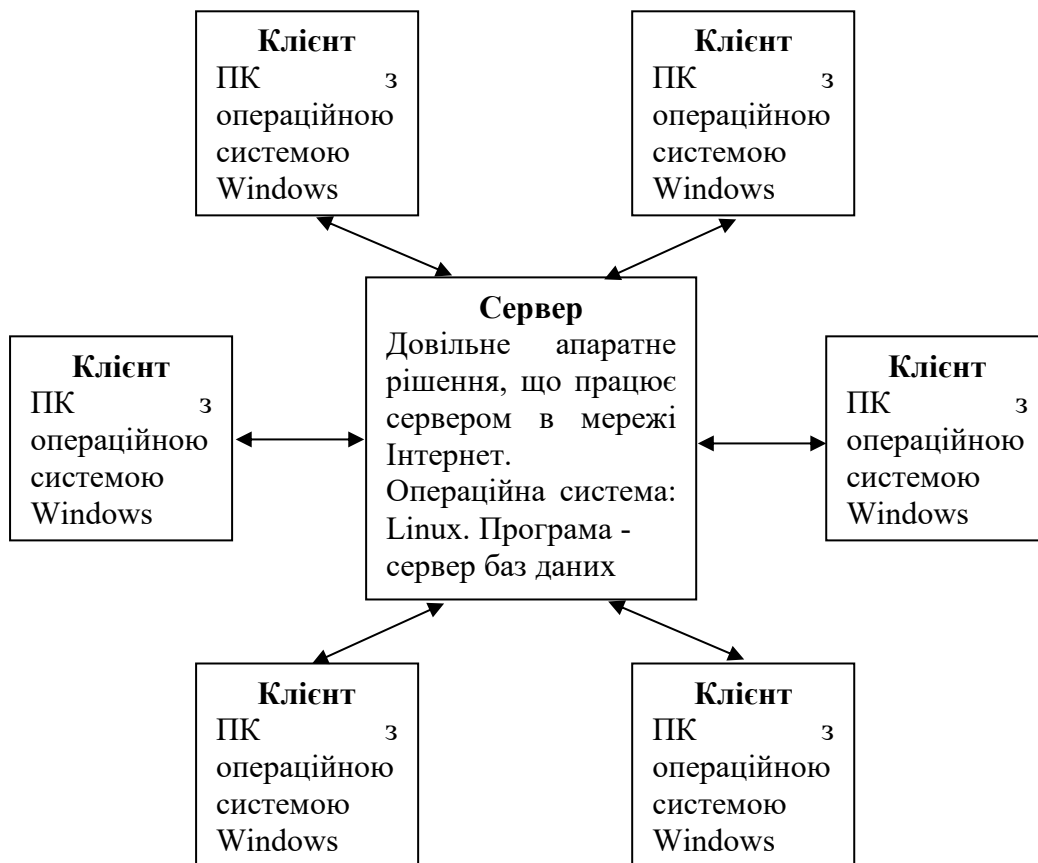 Клієнт
ПК з
операційною
системою
Windows
Клієнт
ПК з
операційною
системою
Windows
Клієнт
ПК з
операційною
системою
Windows
Сервер
Довільне апаратне
рішення, що працює
сервером в мережі
Інтернет.
Операційна система:
Linux. Програма -
сервер баз даних
Клієнт
ПК з
операційною
системою
Windows
Клієнт
ПК з
операційною
системою
Windows
Клієнт
ПК з
операційною
системою
Windows